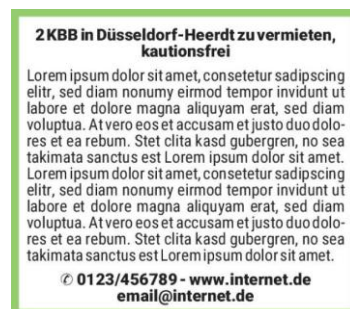 2 KBB in Düsseldorf-Heerdt zu vermieten,
kautionsfrei
Lorem ipsum dolor sit amet, consetetur sadipscing
elitr, sed diam nonumy eirmod tempor invidunt ut
labore et dolore magna aliquyam erat, sed diam
voluptua. At vero eos et accusam et justo duo dolo-
res et ea rebum. Stet clita kasd gubergren, no sea
takimata sanctus est Lorem ipsum dolor sit amet.
Lorem ipsum dolor sit amet, consetetur sadipscing
elitr, sed diam nonumy eirmod tempor invidunt ut
labore et dolore magna aliquyam erat, sed diam
voluptua. At vero eos et accusam et justo duo dolo-
res et ea rebum. Stet clita kasd gubergren, no sea
takimata sanctus est Lorem ipsum dolor sit amet.
✆ 0123/456789 - www.internet.de
email@internet.de